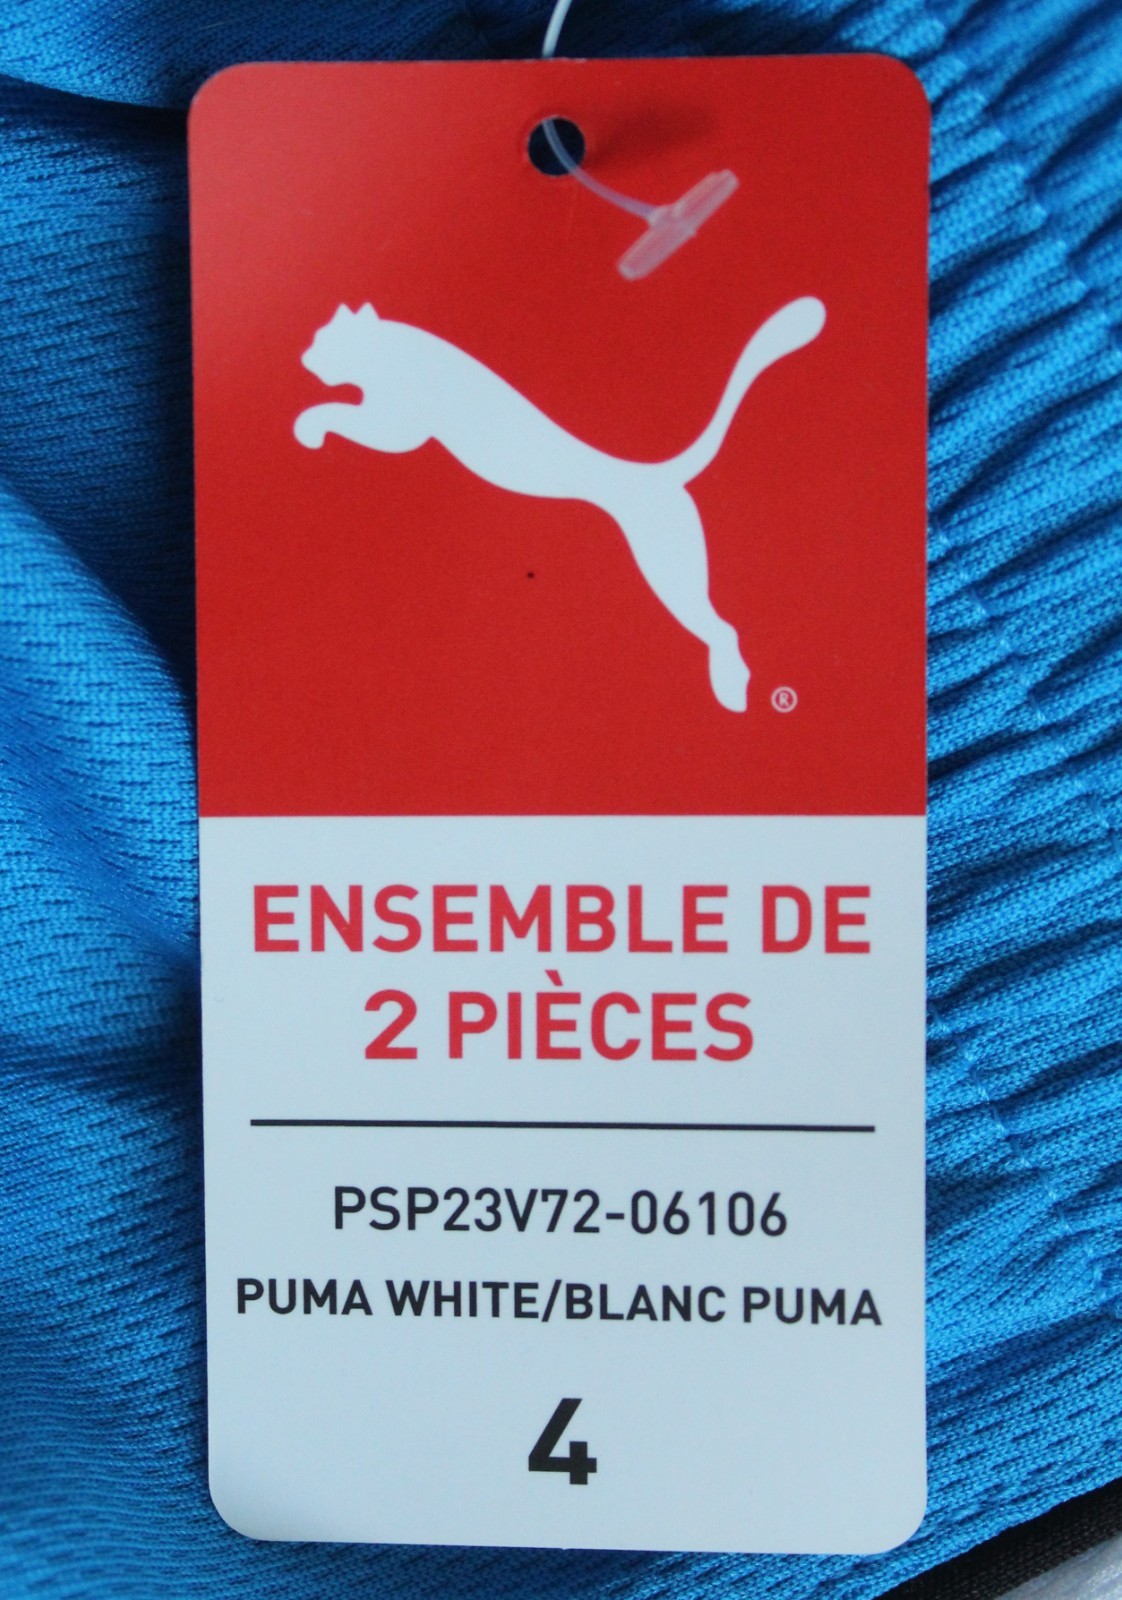 ®
ENSEMBLE DE
2 PIÈCES
PSP23V72-06106
PUMA WHITE/BLANC PUMA
4